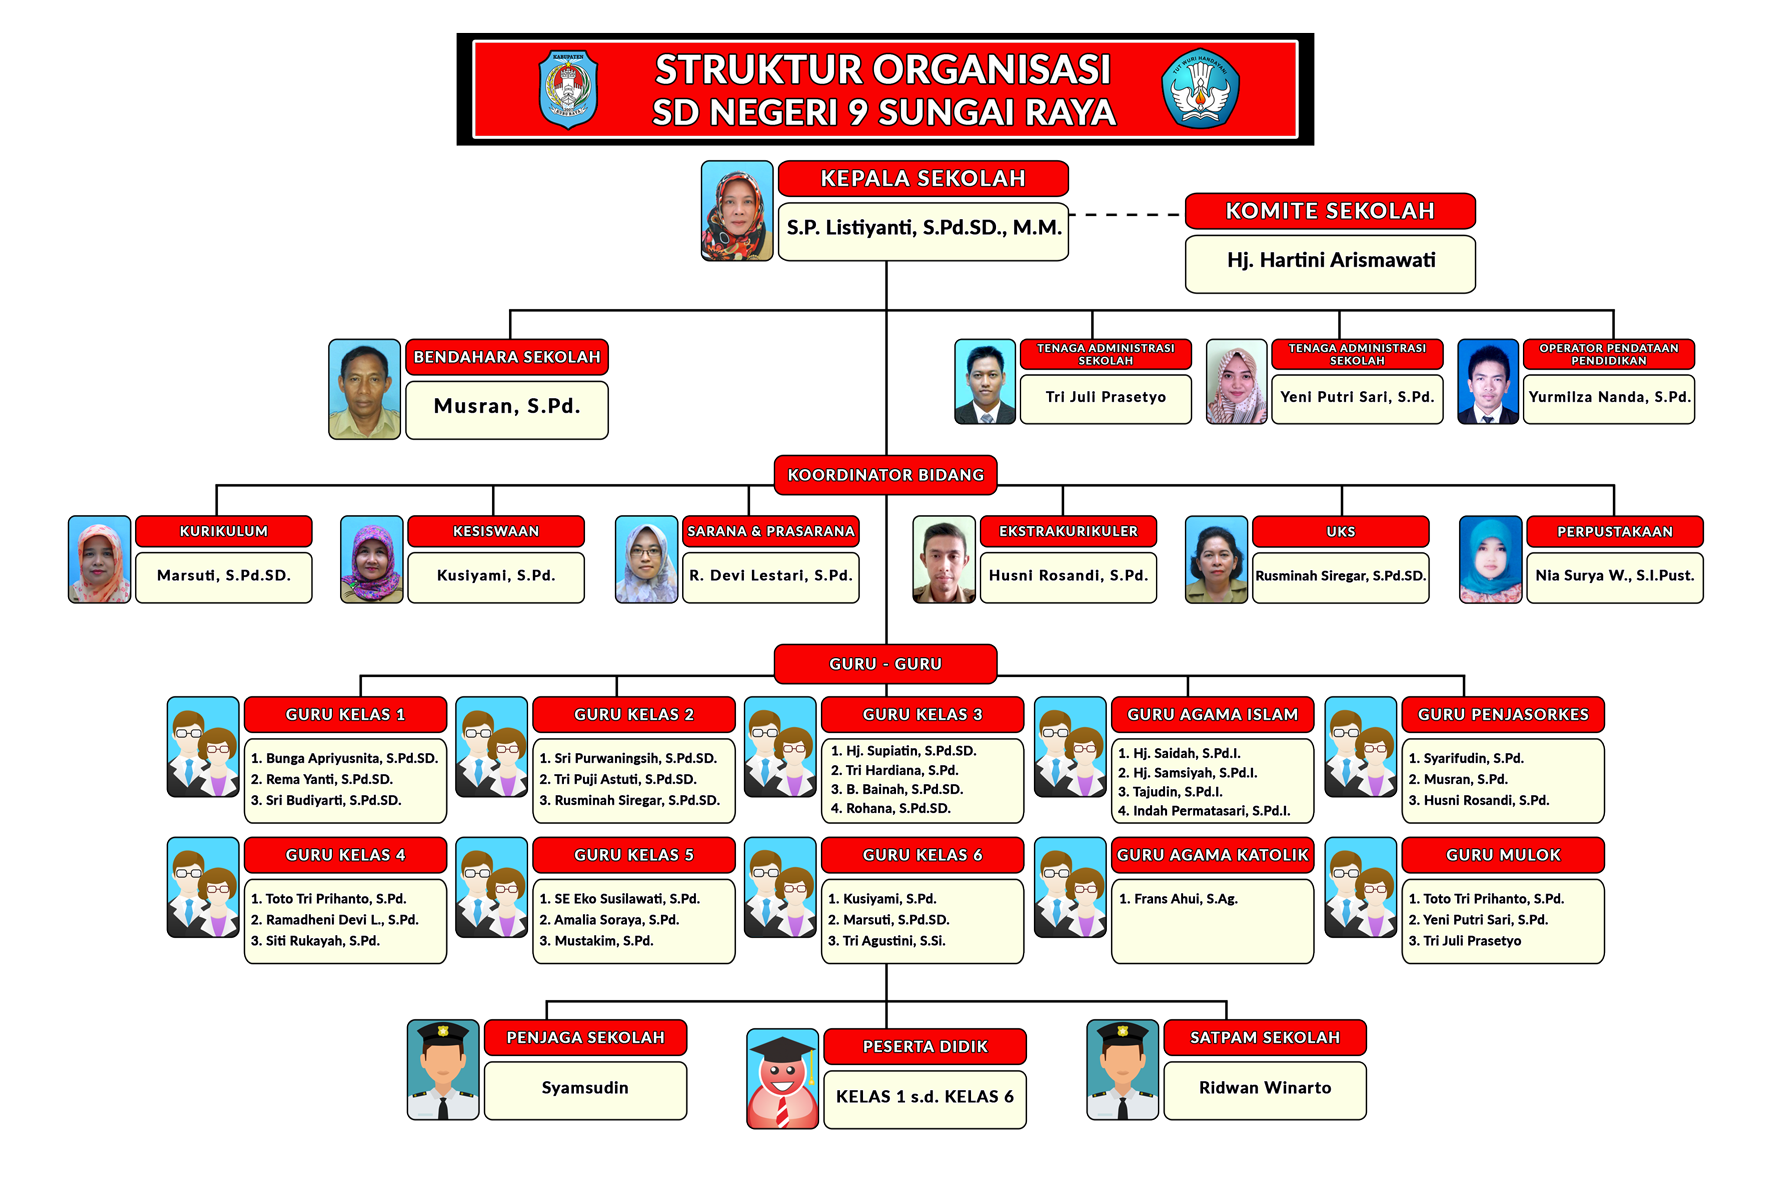 STRUKTUR ORGANISASI
SD NEGERI 9 SUNGAI RAYA
KABUPATEN
KUBU RAYA
TUT WURI HANDAYANI
KEPALA SEKOLAH
S.P. Listiyanti, S.Pd.SD., M.M.
KOMITE SEKOLAH
Hj. Hartini Arismawati
BENDAHARA SEKOLAH
Musran, S.Pd.
TENAGA ADMINISTRASI
SEKOLAH
Tri Juli Prasetyo
TENAGA ADMINISTRASI
SEKOLAH
Yeni Putri Sari, S.Pd.
OPERATOR PENDATAAN
PENDIDIKAN
Yurmilza Nanda, S.Pd.
KOORDINATOR BIDANG
KURIKULUM
Marsuti, S.Pd.SD.
KESISWAAN
Kusiyami, S.Pd.
SARANA & PRASARANA
R. Devi Lestari, S.Pd.
EKSTRAKURIKULER
Husni Rosandi, S.Pd.
UKS
Rusminah Siregar, S.Pd.SD.
PERPUSTAKAAN
Nia Surya W., S.I.Pust.
GURU - GURU
GURU KELAS 1
1. Bunga Apriyusnita, S.Pd.SD.
2. Rema Yanti, S.Pd.SD.
3. Sri Budiyarti, S.Pd.SD.
GURU KELAS 2
1. Sri Purwaningsih, S.Pd.SD.
2. Tri Puji Astuti, S.Pd.SD.
3. Rusminah Siregar, S.Pd.SD.
GURU KELAS 3
1. Hj. Supiatin, S.Pd.SD.
2. Tri Hardiana, S.Pd.
3. B. Bainah, S.Pd.SD.
4. Rohana, S.Pd.SD.
GURU AGAMA ISLAM
1. Hj. Saidah, S.Pd.I.
2. Hj. Samsiyah, S.Pd.I.
3. Tajudin, S.Pd.I.
4. Indah Permatasari, S.Pd.I.
GURU PENJASORKES
1. Syarifudin, S.Pd.
2. Musran, S.Pd.
3. Husni Rosandi, S.Pd.
GURU KELAS 4
1. Toto Tri Prihanto, S.Pd.
2. Ramadheni Devi L., S.Pd.
3. Siti Rukayah, S.Pd.
GURU KELAS 5
1. SE Eko Susilawati, S.Pd.
2. Amalia Soraya, S.Pd.
3. Mustakim, S.Pd.
GURU KELAS 6
1. Kusiyami, S.Pd.
2. Marsuti, S.Pd.SD.
3. Tri Agustini, S.Si.
GURU AGAMA KATOLIK
1. Frans Ahui, S.Ag.
GURU MULOK
1. Toto Tri Prihanto, S.Pd.
2. Yeni Putri Sari, S.Pd.
3. Tri Juli Prasetyo
PENJAGA SEKOLAH
Syamsudin
PESERTA DIDIK
KELAS 1 s.d. KELAS 6
SATPAM SEKOLAH
Ridwan Winarto